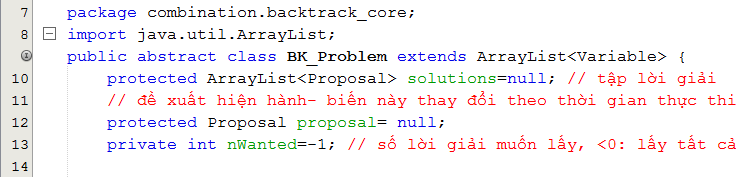 7 package combination.backtrack_core;
8 import java.util.ArrayList;
public abstract class BK_Problem extends ArrayList<Variable> {
10 protected ArrayList<Proposal> solutions=null; // tập lời giải
11 // đề xuất hiện hành- biến này thay đổi theo thời gian thực thi
12 protected Proposal proposal= null;
13 private int nWanted=-1; // số lời giải muốn lấy, <0: lấy tất cả
14